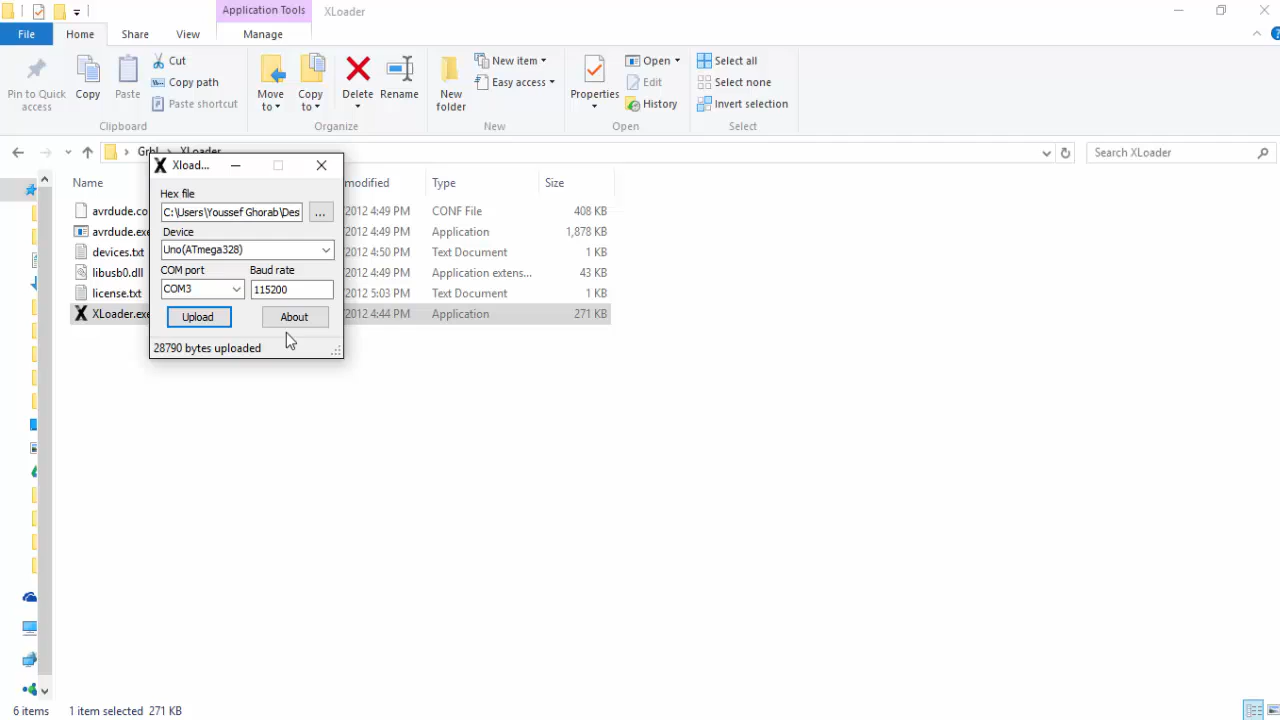 Application Tools
XLoader
File
Home
Share
View
Manage
Pin to Quick access
Copy
Paste
Cut
Copy path
Paste shortcut
Clipboard
Move to
Copy to
Delete
Rename
Organize
New folder
New item
Easy access
New
Properties
Open
Edit
History
Open
Select all
Select none
Invert selection
Select
Grbl
XLoader
Search XLoader
Name
modified
Type
Size
avrdude.co
2012 4:49 PM
CONF File
408 KB
avrdude.exe
2012 4:49 PM
Application
1,878 KB
devices.txt
2012 4:50 PM
Text Document
1 KB
libusb0.dll
2012 4:49 PM
Application extens...
43 KB
license.txt
2012 5:03 PM
Text Document
1 KB
XLoader.exe
2012 4:44 PM
Application
271 KB
Xload...
Hex file
C:\Users\Youssef Ghorab\Des
...
Device
Uno(ATmega328)
COM port
Baud rate
COM3
115200
Upload
About
28790 bytes uploaded
6 items
1 item selected 271 KB